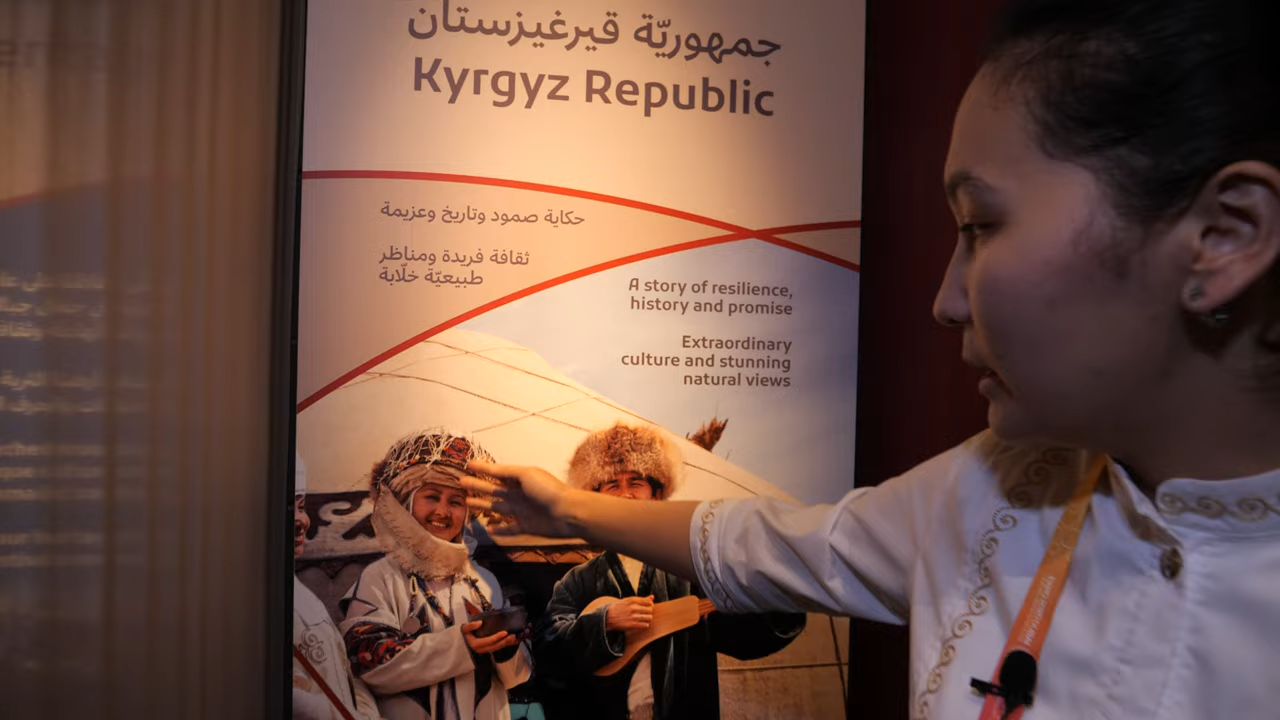 جمهوريّة قيرغيزستان
Kyrgyz Republic
حكاية صمود وتاريخ وعزيمة
ثقافة فريدة ومناظر
طبيعيّة خلّابة
A story of resilience,
history and promise
Extraordinary
culture and stunning
natural views